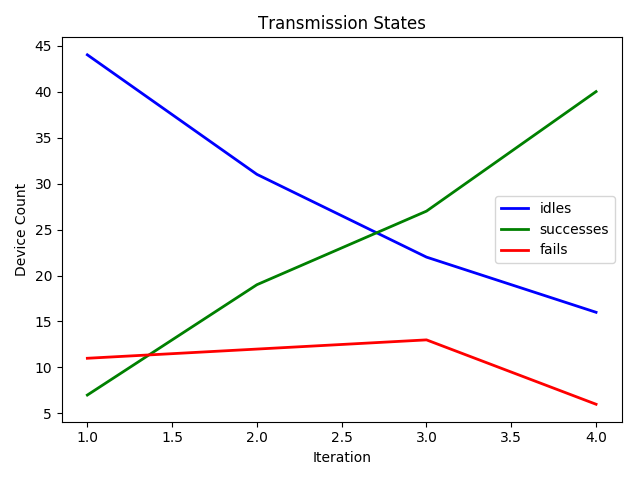 Transmission States
45
40
35
30
25
20
15
10
5
Device Count
idles
successes
fails
1.0 1.5 2.0 2.5 3.0 3.5 4.0
Iteration